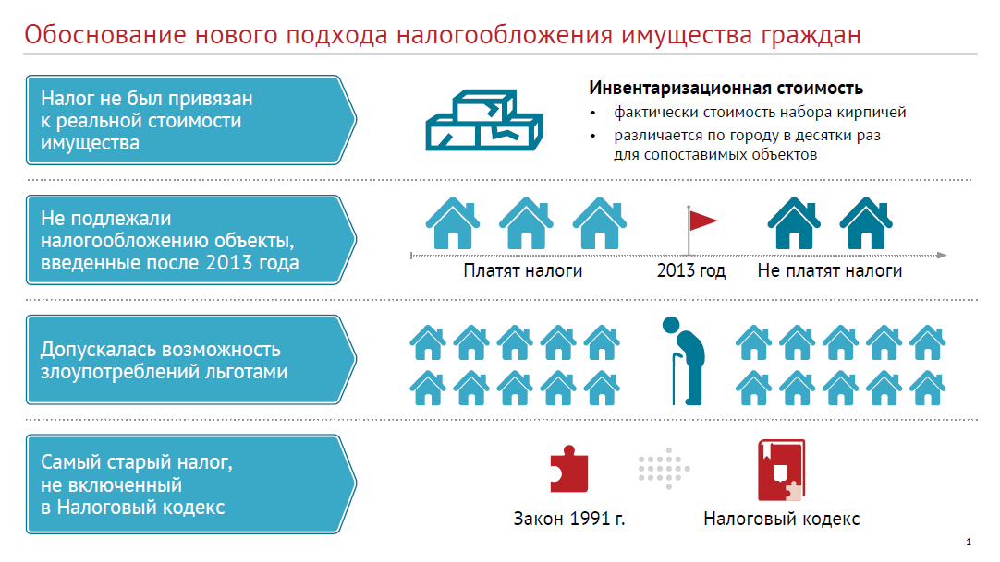 Обоснование нового подхода налогообложения имущества граждан
Налог не был привязан
к реальной стоимости
имущества
Инвентаризационная стоимость
• фактически стоимость набора кирпичей
• различается по городу в десятки раз
для сопоставимых объектов
Не подлежали
налогообложению объекты,
введенные после 2013 года
Платят налоги
2013 год
Не платят налоги
Допускалась возможность
злоупотреблений льготами
Самый старый налог,
не включенный
в Налоговый кодекс
Закон 1991 г.
Налоговый кодекс
1